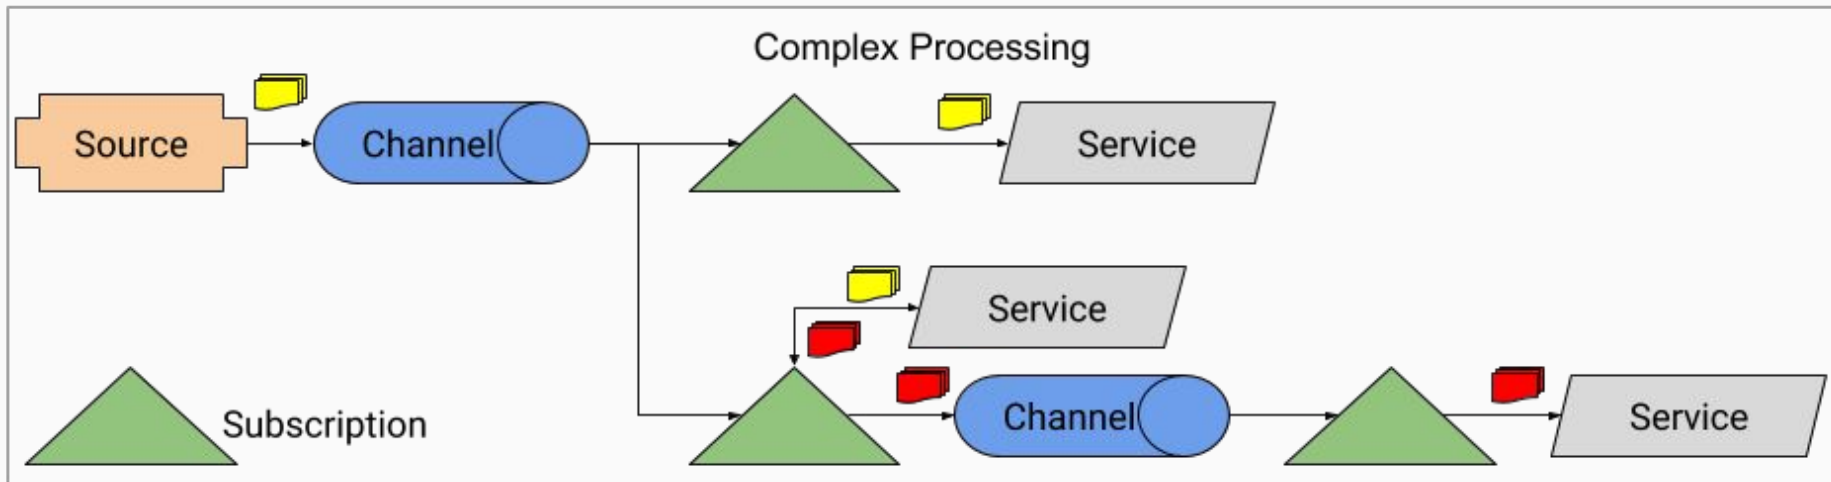 Complex Processing
Source
Channel
Service
Service
Subscription
Channel
Service